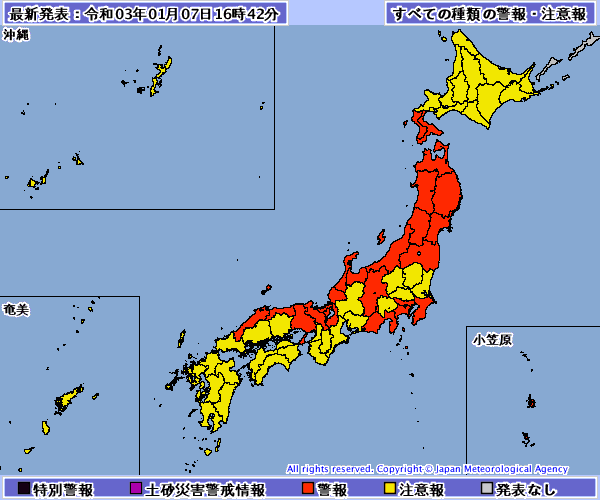 最新発表：令和03年01月07日16時42分
すべての種類の警報・注意報
沖縄
奄美
小笠原
All rights reserved. Copyright © Japan Meteorological Agency
特別警報
土砂災害警戒情報
警報
注意報
発表なし